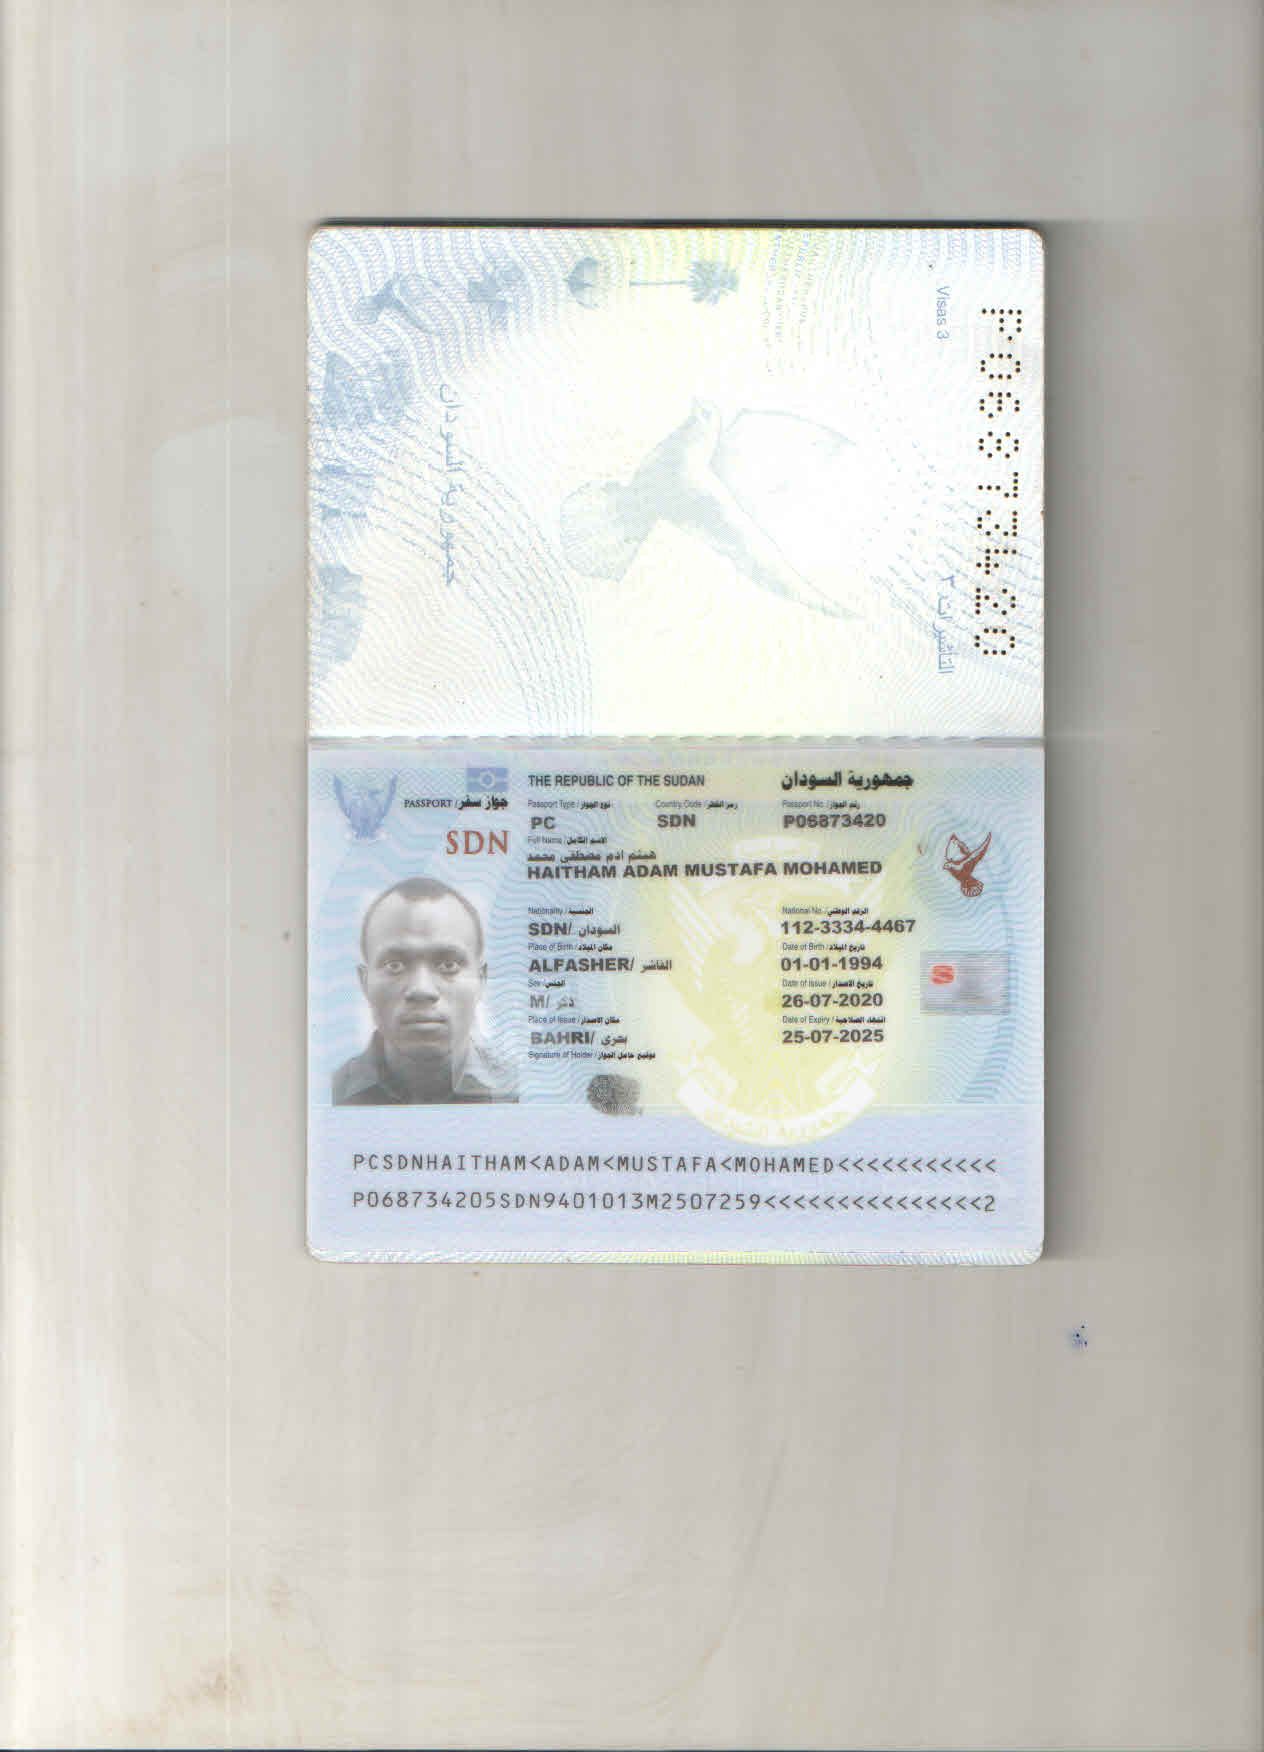 Visas 3
التأشيرات ٣
P06873420
جمهورية السودان
THE REPUBLIC OF THE SUDAN جمهورية السودان
PASSPORT / جواز سفر
SDN
Passport Type / نوع الجواز Country Code / رمز القطر Passport No. / رقم الجواز
PC SDN P06873420
Full Name / الاسم الكامل
هيثم ادم مصطفى محمد
HAITHAM ADAM MUSTAFA MOHAMED
Nationality / الجنسية National No. / الرقم الوطني
SDN/ السودان 112-3334-4467
Place of Birth / مكان الميلاد Date of Birth / تاريخ الميلاد
ALFASHER/ الفاشر 01-01-1994
Sex / الجنس Date of Issue / تاريخ الاصدار
M/ ذكر 26-07-2020
Place of Issue / مكان الاصدار Date of Expiry / انتهاء الصلاحية
BAHRI/ بحري 25-07-2025
Signature of Holder / توقيع حامل الجواز
PCSDNHAITHAM<ADAM<MUSTAFA<MOHAMED<<<<<<<<<<<
P068734205SDN9401013M2507259<<<<<<<<<<<<<<<2